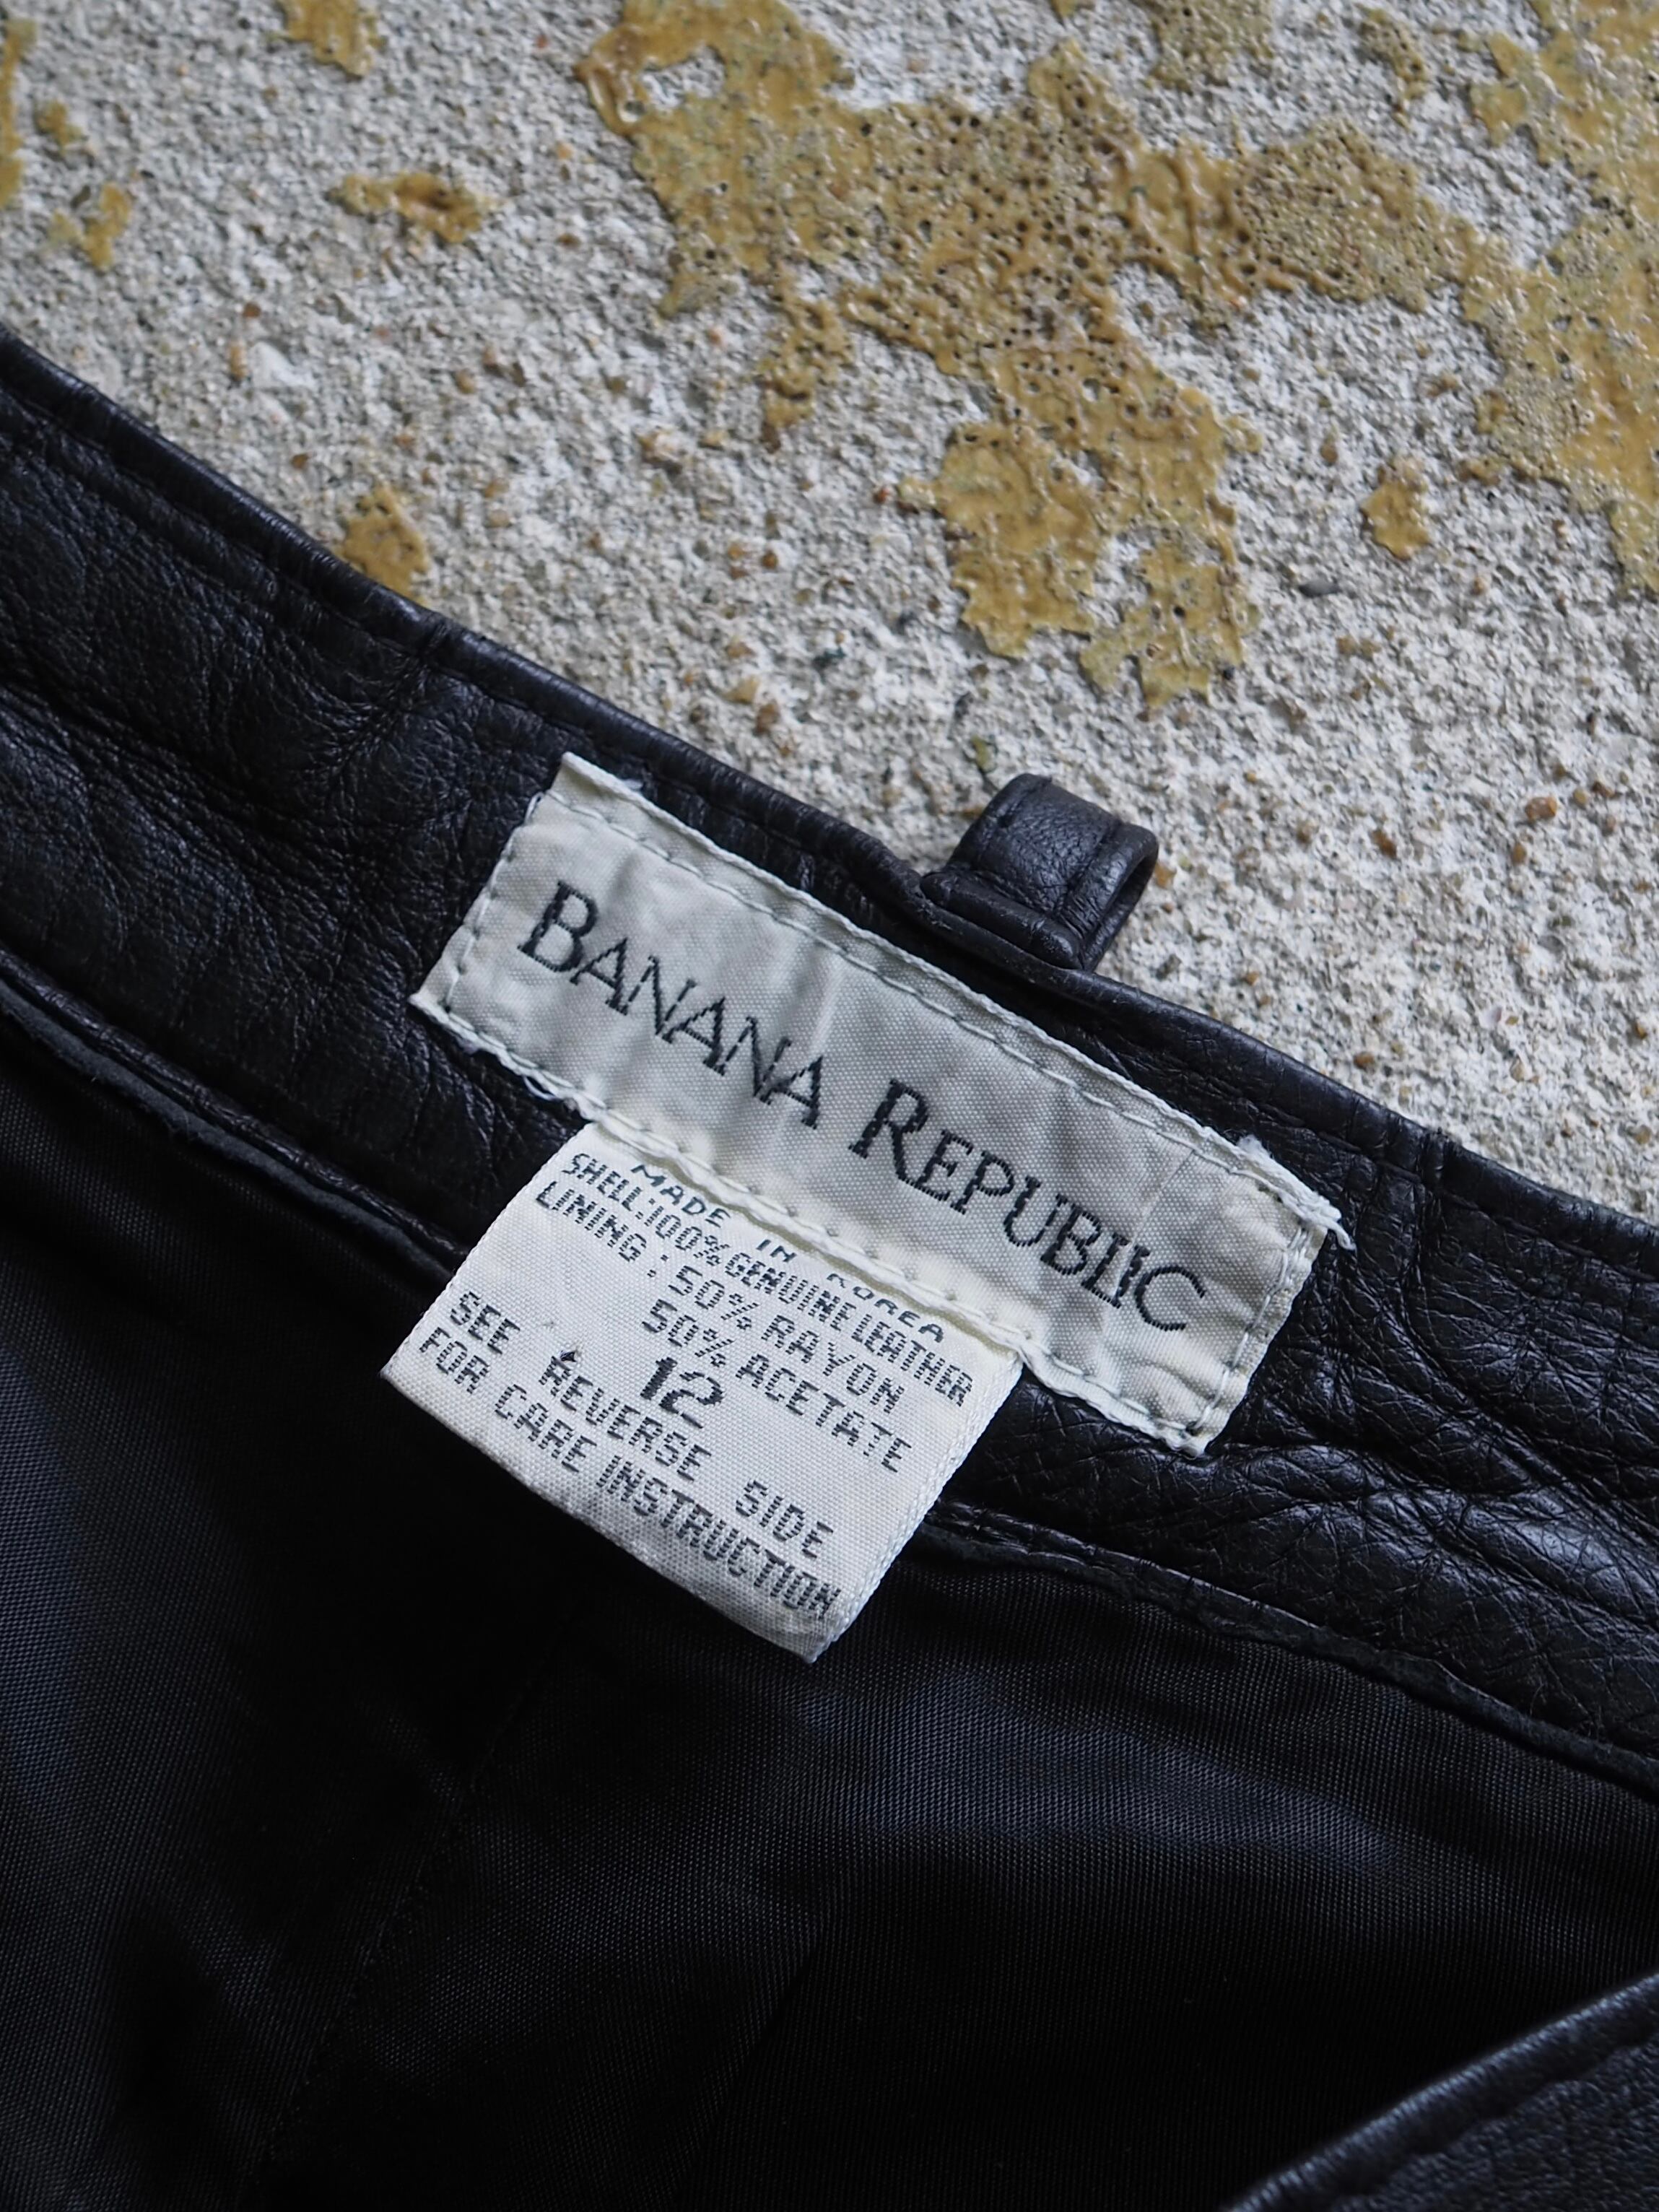 BANANA REPUBLIC
MADE IN KOREA
SHELL:100%GENUINE LEATHER
LINING : 50% RAYON
50% ACETATE
12
SEE REVERSE SIDE
FOR CARE INSTRUCTION